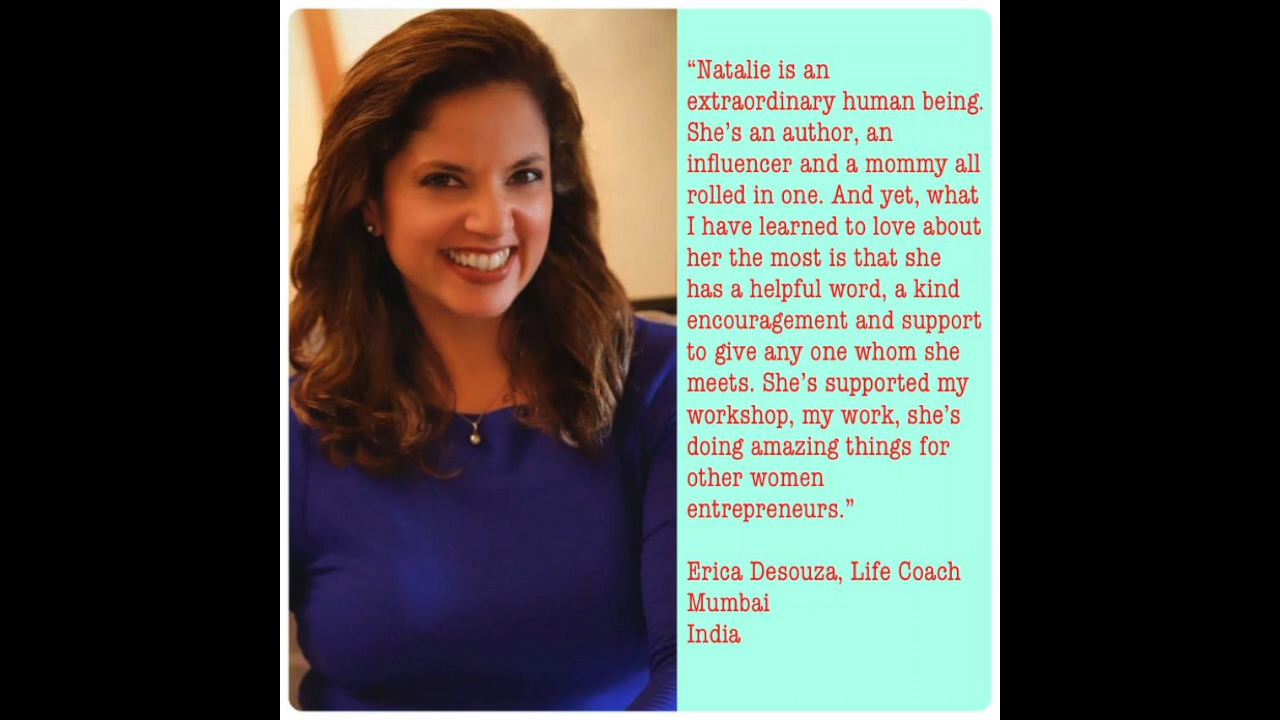 “Natalie is an
extraordinary human being.
She’s an author, an
influencer and a mommy all
rolled in one. And yet, what
I have learned to love about
her the most is that she
has a helpful word, a kind
encouragement and support
to give any one whom she
meets. She’s supported my
workshop, my work, she’s
doing amazing things for
other women
entrepreneurs.”
Erica Desouza, Life Coach
Mumbai
India